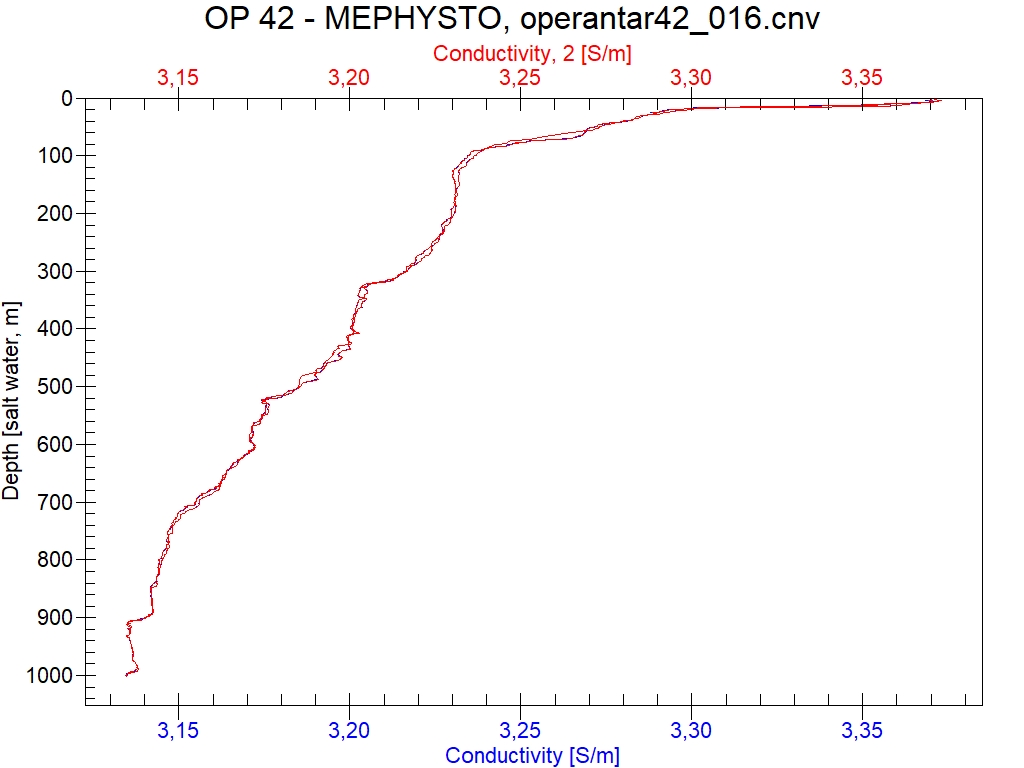 OP 42 - MEPHYSTO, operantar42_016.cnv
Conductivity, 2 [S/m]
3,15 3,20 3,25 3,30 3,35
0
100
200
300
400
500
600
700
800
900
1000
Depth [salt water, m]
3,15 3,20 3,25 3,30 3,35
Conductivity [S/m]